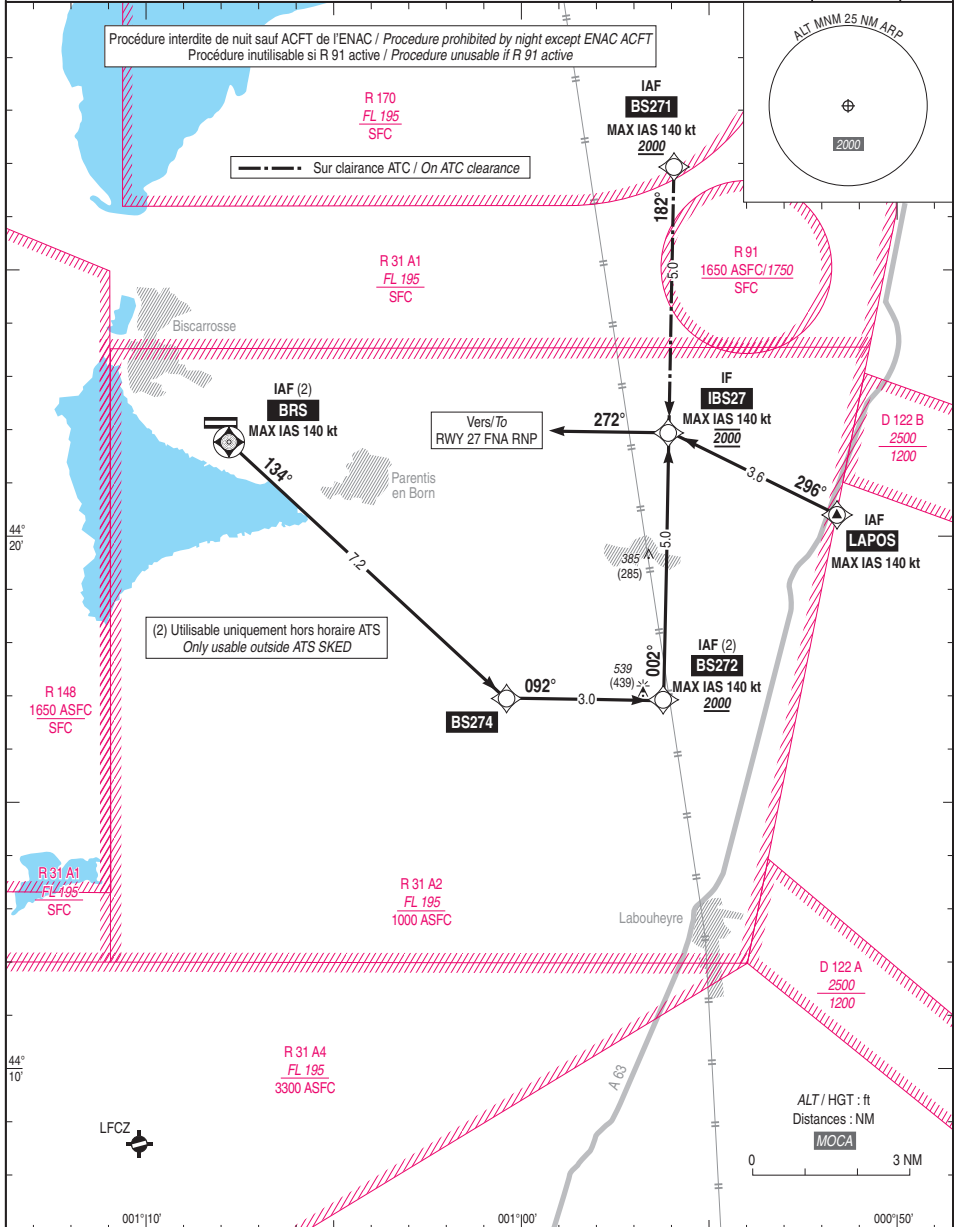 Procédure interdite de nuit sauf ACFT de l'ENAC / Procedure prohibited by night except ENAC ACFT
Procédure inutilisable si R 91 active / Procedure unusable if R 91 active
ALT MNM 25 NM ARP
2000
R 170
FL 195
SFC
IAF
BS271
MAX IAS 140 kt
2000
Sur clairance ATC / On ATC clearance
182°
5.0
R 31 A1
FL 195
SFC
R 91
1650 ASFC/1750
SFC
Biscarrosse
IAF (2)
BRS
MAX IAS 140 kt
Vers/To
RWY 27 FNA RNP
272°
IF
IBS27
MAX IAS 140 kt
2000
D 122 B
2500
1200
134°
Parentis
en Born
3.6
296°
IAF
LAPOS
MAX IAS 140 kt
44°
20'
7.2
5.0
385
(285)
(2) Utilisable uniquement hors horaire ATS
Only usable outside ATS SKED
002°
IAF (2)
BS272
MAX IAS 140 kt
2000
539
(439)
R 148
1650 ASFC
SFC
092°
3.0
BS274
R 31 A1
FL 195
SFC
R 31 A2
FL 195
1000 ASFC
Labouheyre
D 122 A
2500
1200
44°
10'
R 31 A4
FL 195
3300 ASFC
A 63
LFCZ
ALT / HGT : ft
Distances : NM
MOCA
0
3 NM
001°10'
001°00'
000°50'